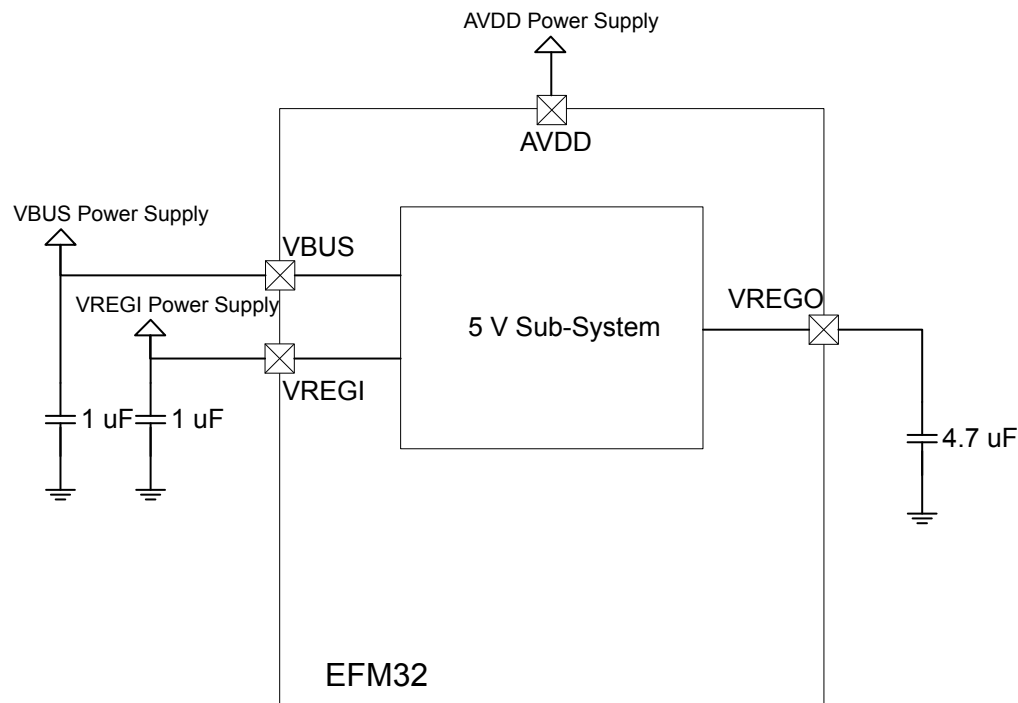 AVDD Power Supply
AVDD
VBUS Power Supply
VBUS
VREGI Power Supply
VREGO
5 V Sub-System
VREGI
1 uF
1 uF
4.7 uF
EFM32